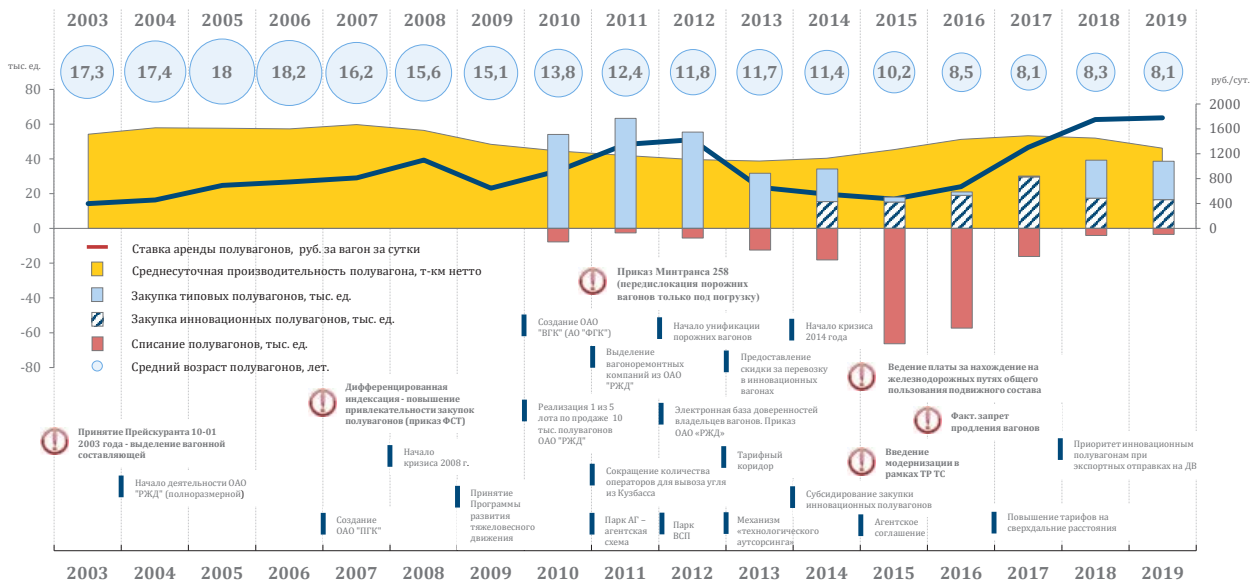 2003 2004 2005 2006 2007 2008 2009 2010 2011 2012 2013 2014 2015 2016 2017 2018 2019
тыс. ед.
17,3 17,4 18 18,2 16,2 15,6 15,1 13,8 12,4 11,8 11,7 11,4 10,2 8,5 8,1 8,3 8,1
руб./сут.
80
60
40
20
0
-20
-40
-60
-80
2000
1600
1200
800
400
0
Ставка аренды полувагонов, руб. за вагон за сутки
Среднесуточная производительность полувагона, т-км нетто
Закупка типовых полувагонов, тыс. ед.
Закупка инновационных полувагонов, тыс. ед.
Списание полувагонов, тыс. ед.
Средний возраст полувагонов, лет.
Принятие Прейскуранта 10-01
2003 года - выделение вагонной
составляющей
Начало деятельности ОАО
"РЖД" (полноразмерной)
Дифференцированная
индексация - повышение
привлекательности закупок
полувагонов (приказ ФСТ)
Начало
кризиса 2008 г.
Создание
ОАО "ПГК"
Принятие
Программы
развития
тяжеловесного
движения
Приказ Минтранса 258
(передислокация порожних
вагонов только под погрузку)
Создание ОАО
"ВГК" (АО "ФГК")
Выделение
вагоноремонтных
компаний из ОАО
"РЖД"
Реализация 1 из 5
лота по продаже 10
тыс. полувагонов
ОАО "РЖД"
Сокращение количества
операторов для вывоза угля
из Кузбасса
Парк АГ –
агентская
схема
Начало унификации
порожних вагонов
Предоставление
скидки за перевозку
в инновационных
вагонах
Электронная база доверенностей
владельцев вагонов. Приказ
ОАО «РЖД»
Тарифный
коридор
Парк
ВСП
Механизм
«технологического
аутсорсинга»
Начало кризиса
2014 года
Субсидирование закупки
инновационных полувагонов
Ведение платы за нахождение на
железнодорожных путях общего
пользования подвижного состава
Факт. запрет
продления вагонов
Введение
модернизации в
рамках ТР ТС
Агентское
соглашение
Приоритет инновационным
полувагонам при
экспортных отправках на ДВ
Повышение тарифов на
сверхдальние расстояния
2003 2004 2005 2006 2007 2008 2009 2010 2011 2012 2013 2014 2015 2016 2017 2018 2019